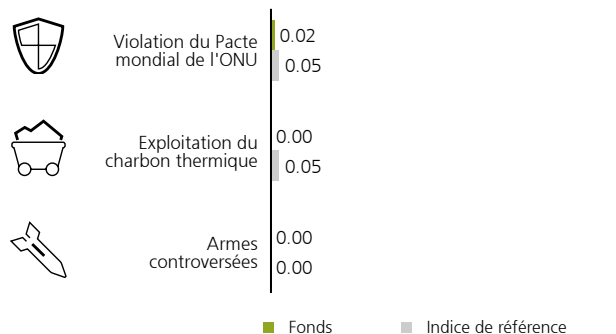 Violation du Pacte
mondial de l'ONU
0.02
0.05
Exploitation du
charbon thermique
0.00
0.05
Armes
controversées
0.00
0.00
Fonds
Indice de référence